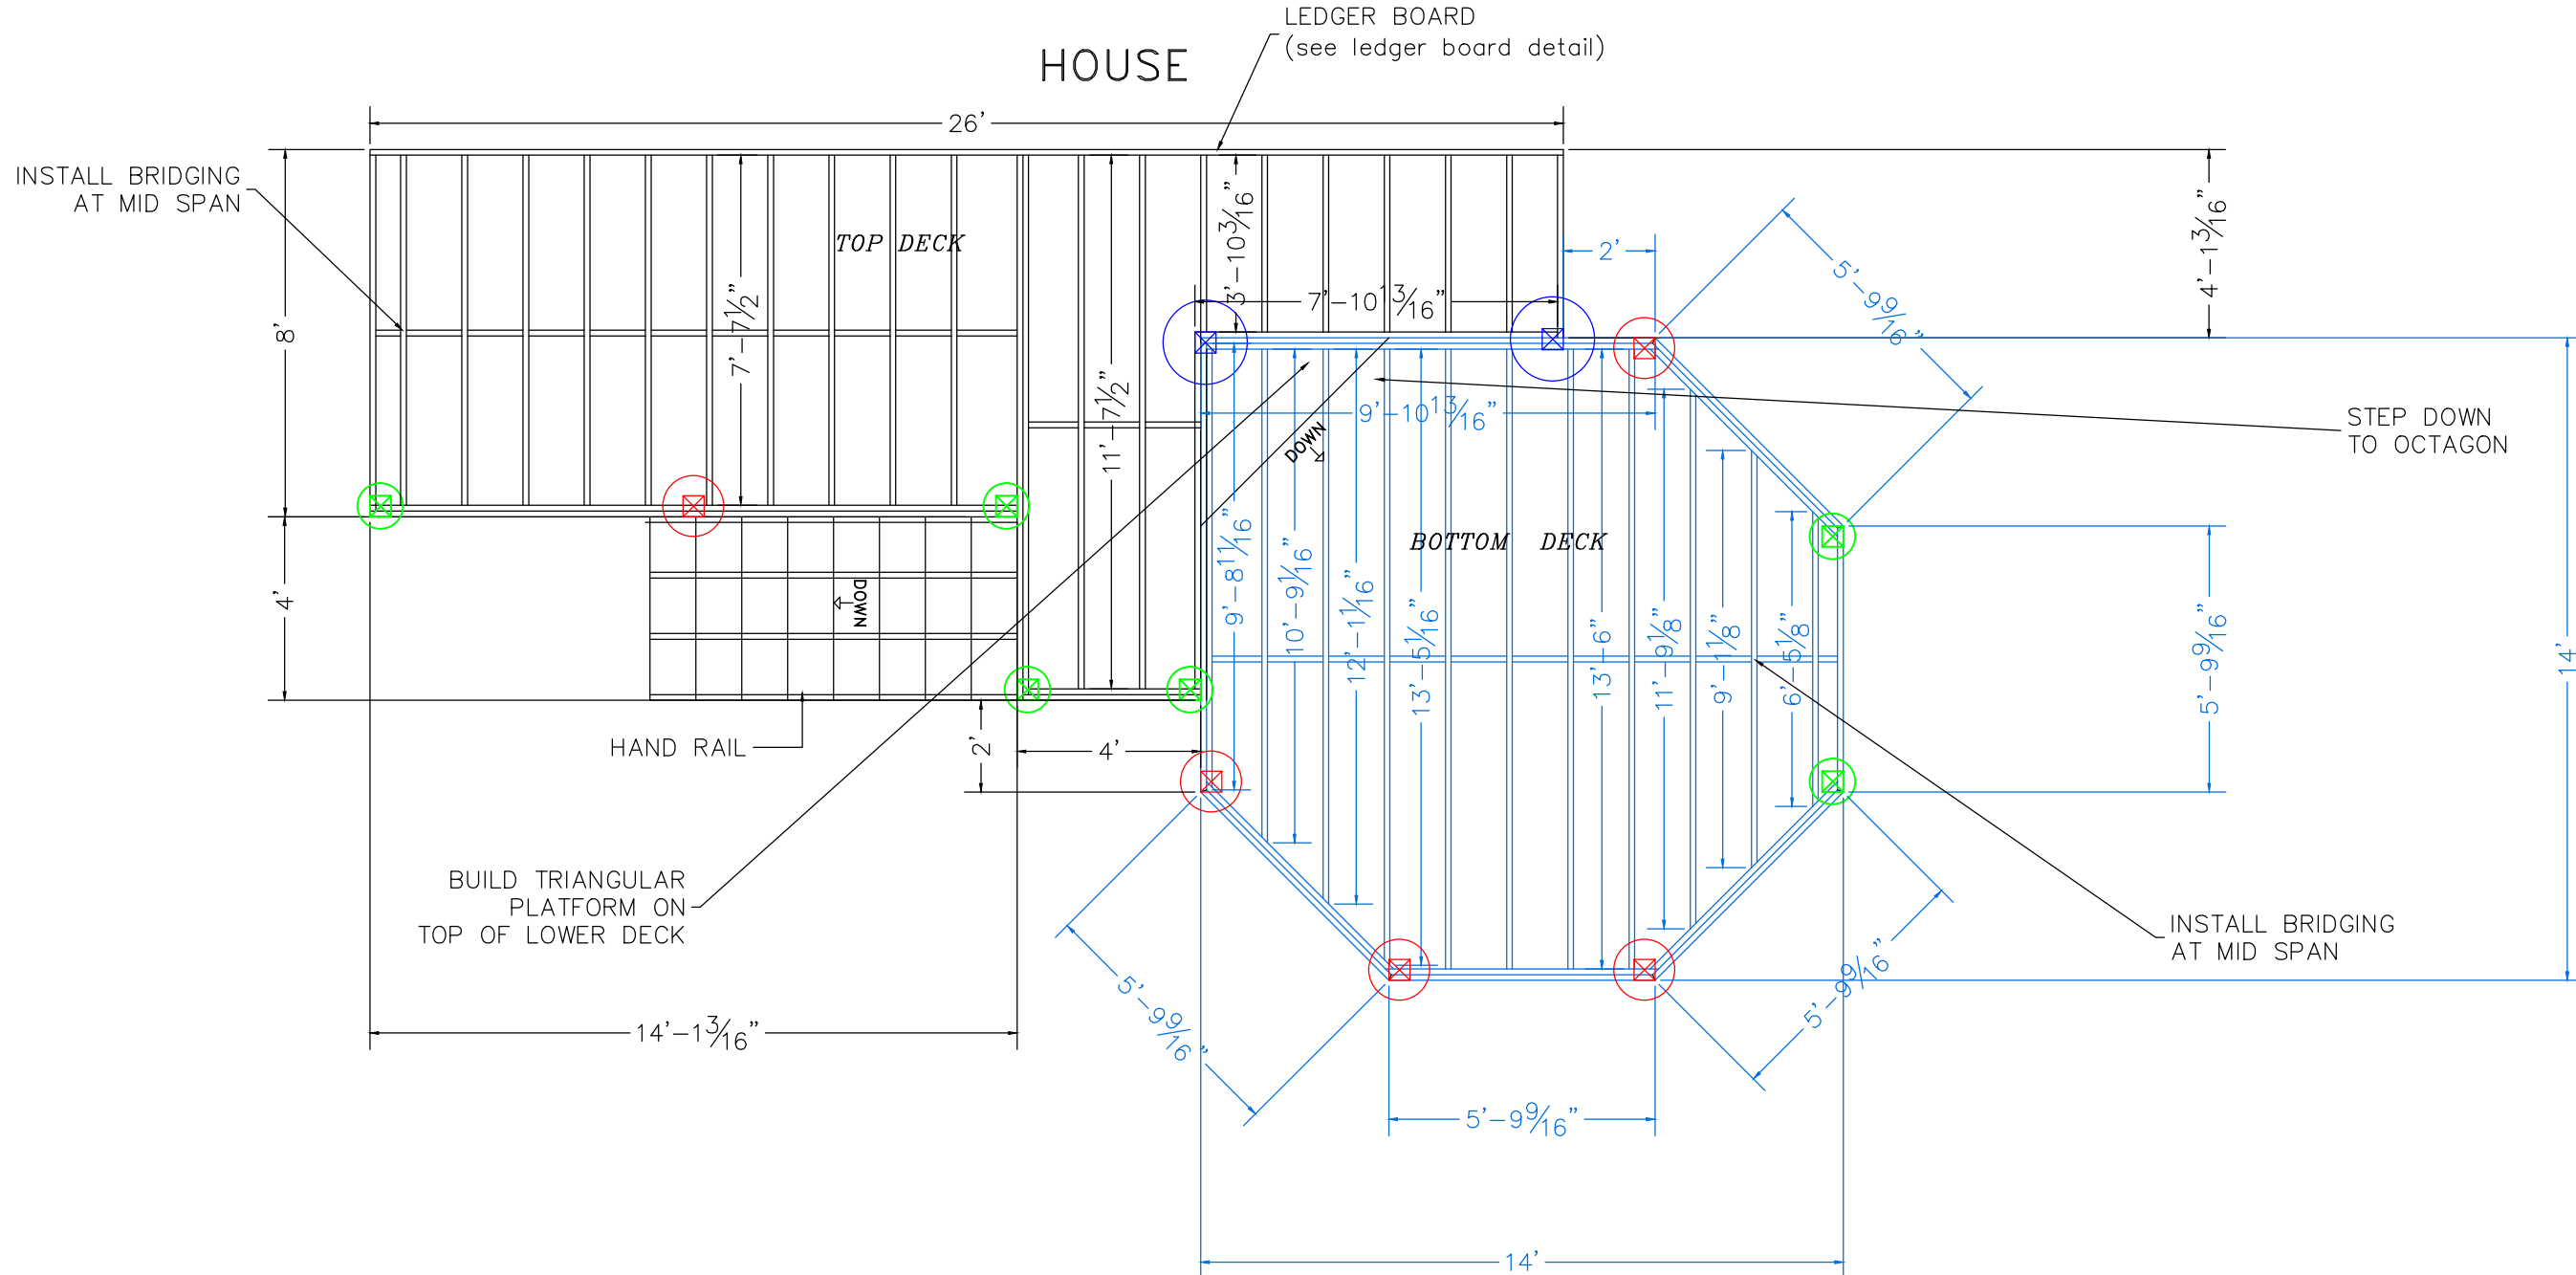 LEDGER BOARD
(see ledger board detail)
HOUSE
26'
INSTALL BRIDGING
AT MID SPAN
TOP DECK
8'
7'-7½"
11'-7½"
3'-10³⁄₁₆"
7'-10¹³⁄₁₆"
2'
5'-9⁹⁄₁₆"
4'-1³⁄₁₆"
9'-10¹³⁄₁₆"
DOWN
STEP DOWN
TO OCTAGON
BOTTOM DECK
9'-8¹¹⁄₁₆"
10'-9¹⁄₁₆"
12'-1¹⁄₁₆"
13'-5¹⁄₁₆"
13'-6"
11'-9¹⁄₈"
9'-1¹⁄₈"
6'-5¹⁄₈"
5'-9⁹⁄₁₆"
14'
4'
DOWN
HAND RAIL
2'
4'
BUILD TRIANGULAR
PLATFORM ON
TOP OF LOWER DECK
INSTALL BRIDGING
AT MID SPAN
14'-1³⁄₁₆"
5'-9⁹⁄₁₆"
5'-9⁹⁄₁₆"
5'-9⁹⁄₁₆"
14'